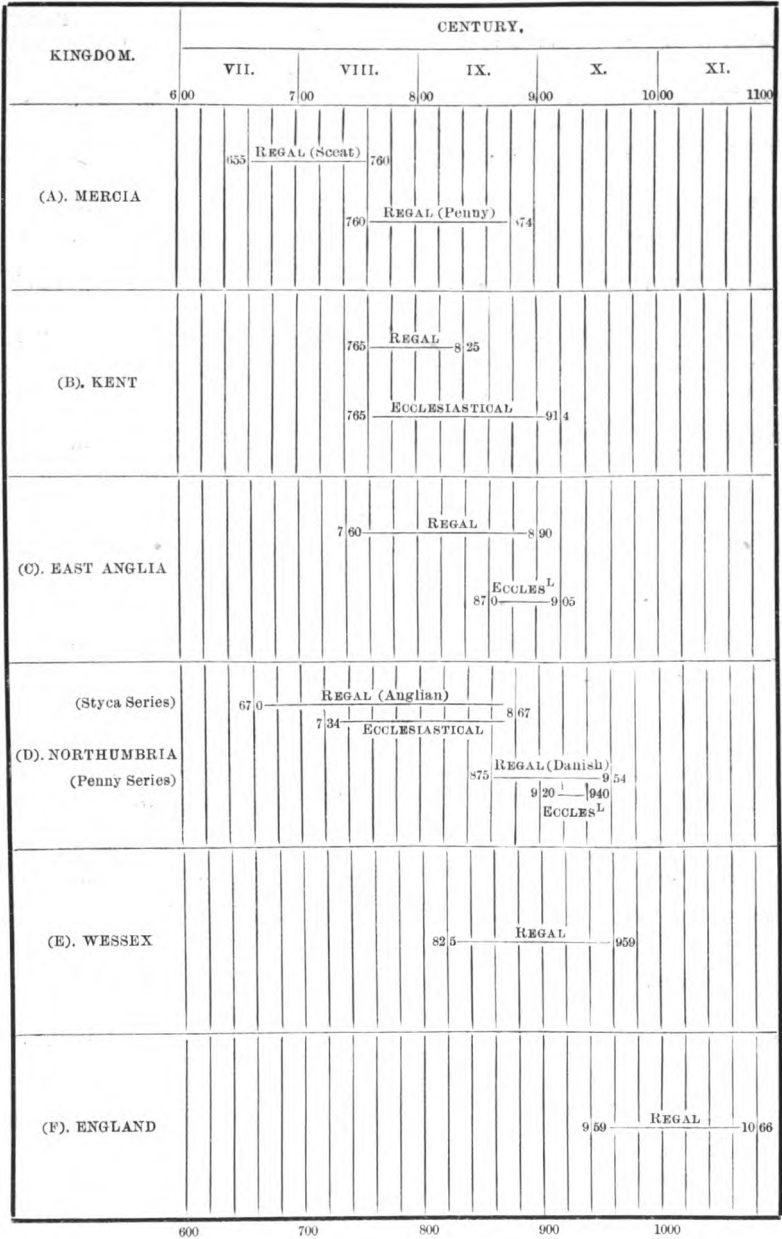 CENTURY.
KINGDOM.
VII. VIII. IX. X. XI.
600 700 800 900 1000 1100
655 REGAL (Sceat) 760
(A). MERCIA
760 REGAL (Penny) 874
765 REGAL 825
(B). KENT
765 ECCLESIASTICAL 914
760 REGAL 890
(C). EAST ANGLIA
870 ECCLESL 905
(Styca Series) 670 REGAL (Anglian) 867
734 ECCLESIASTICAL
(D). NORTHUMBRIA
(Penny Series) 875 REGAL (Danish) 954
920 940
ECCLESL
(E). WESSEX 825 REGAL 959
(F). ENGLAND 959 REGAL 1066
600 700 800 900 1000